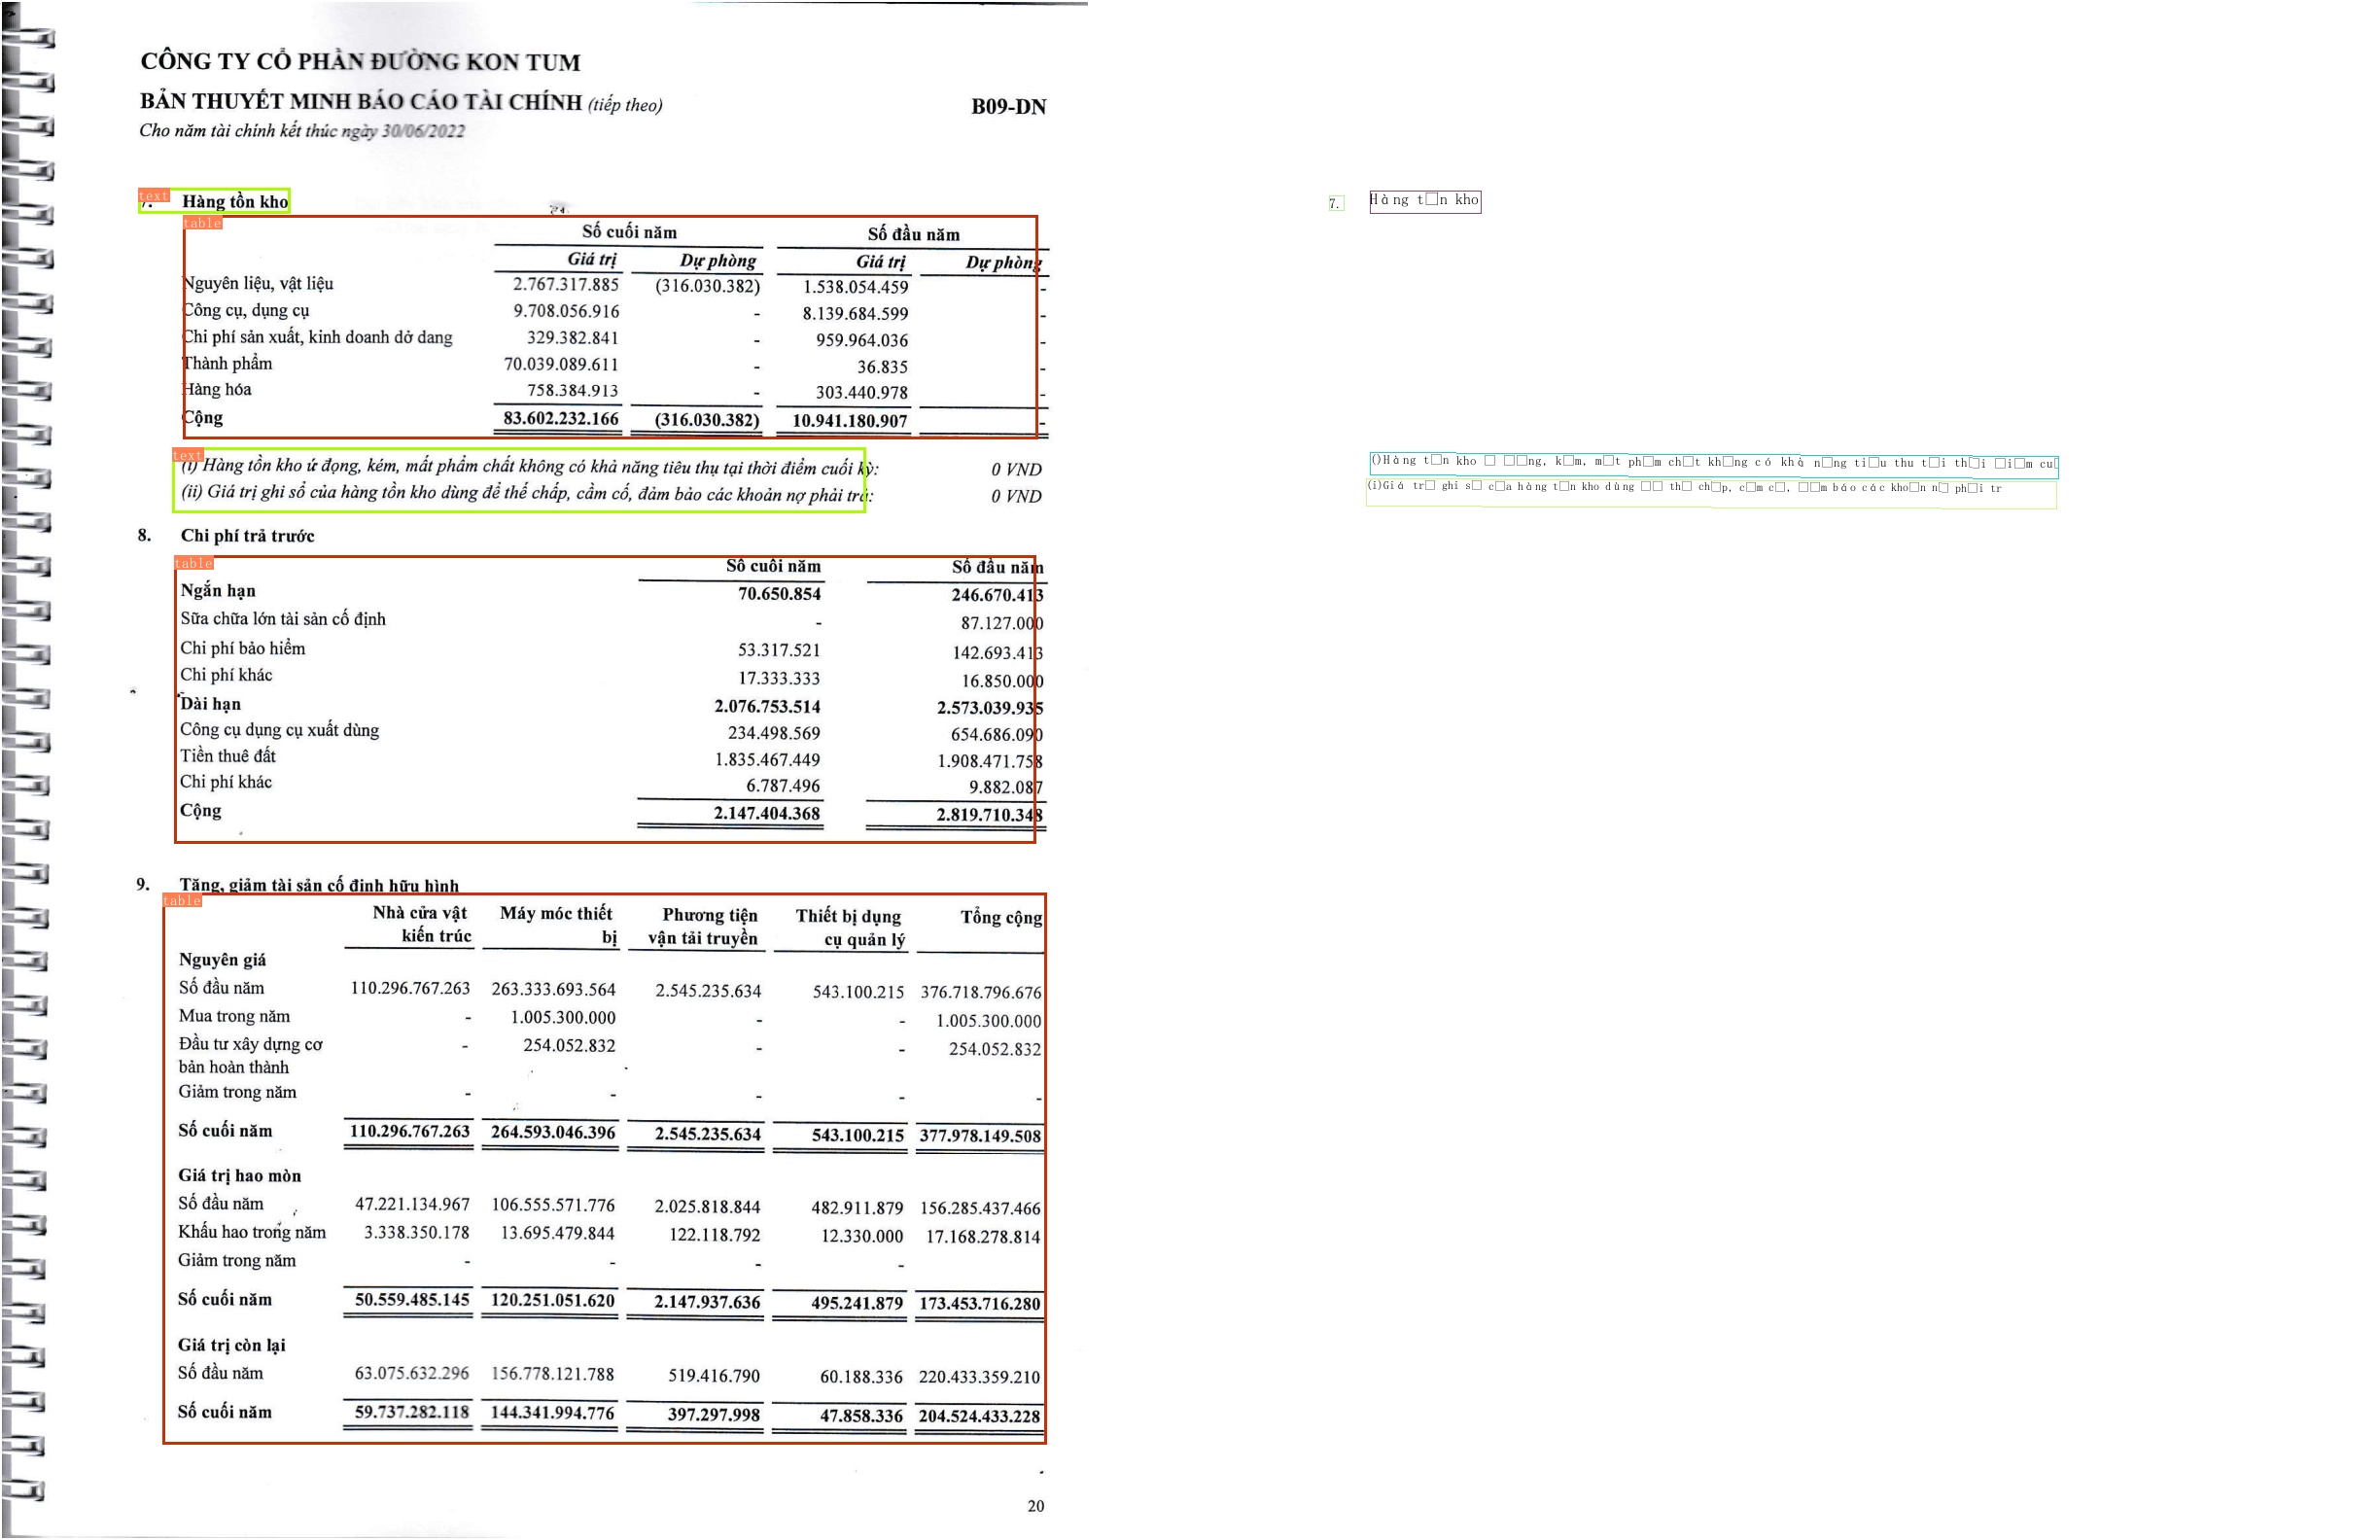 CÔNG TY CỔ PHẦN ĐƯỜNG KON TUM
BẢN THUYẾT MINH BÁO CÁO TÀI CHÍNH (tiếp theo) B09-DN
Cho năm tài chính kết thúc ngày 30/06/2022
text
7. Hàng tồn kho 7. Hàng t□n kho
table
Số cuối năm Số đầu năm
Giá trị Dự phòng Giá trị Dự phòng
Nguyên liệu, vật liệu 2.767.317.885 (316.030.382) 1.538.054.459 -
Công cụ, dụng cụ 9.708.056.916 - 8.139.684.599 -
Chi phí sản xuất, kinh doanh dở dang 329.382.841 - 959.964.036 -
Thành phẩm 70.039.089.611 - 36.835 -
Hàng hóa 758.384.913 - 303.440.978 -
Cộng 83.602.232.166 (316.030.382) 10.941.180.907 -
text
(i) Hàng tồn kho ứ đọng, kém, mất phẩm chất không có khả năng tiêu thụ tại thời điểm cuối kỳ: 0 VND ()Hàng t□n kho □ □□ng, k□m, m□t ph□m ch□t kh□ng có khả n□ng ti□u thu t□i th□i □i□m cu□
(ii) Giá trị ghi sổ của hàng tồn kho dùng để thế chấp, cầm cố, đảm bảo các khoản nợ phải trả: 0 VND (i)Giá tr□ ghi s□ c□a hàng t□n kho dùng □□ th□ ch□p, c□m c□, □□m báo các kho□n n□ ph□i tr
8. Chi phí trả trước
table
Số cuối năm Số đầu năm
Ngắn hạn 70.650.854 246.670.413
Sữa chữa lớn tài sản cố định - 87.127.000
Chi phí bảo hiểm 53.317.521 142.693.413
Chi phí khác 17.333.333 16.850.000
Dài hạn 2.076.753.514 2.573.039.935
Công cụ dụng cụ xuất dùng 234.498.569 654.686.090
Tiền thuê đất 1.835.467.449 1.908.471.758
Chi phí khác 6.787.496 9.882.087
Cộng 2.147.404.368 2.819.710.348
9. Tăng, giảm tài sản cố định hữu hình
table
Nhà cửa vật Máy móc thiết Phương tiện Thiết bị dụng Tổng cộng
kiến trúc bị vận tải truyền cụ quản lý
Nguyên giá
Số đầu năm 110.296.767.263 263.333.693.564 2.545.235.634 543.100.215 376.718.796.676
Mua trong năm - 1.005.300.000 - - 1.005.300.000
Đầu tư xây dựng cơ - 254.052.832 - - 254.052.832
bản hoàn thành
Giảm trong năm - - - - -
Số cuối năm 110.296.767.263 264.593.046.396 2.545.235.634 543.100.215 377.978.149.508
Giá trị hao mòn
Số đầu năm 47.221.134.967 106.555.571.776 2.025.818.844 482.911.879 156.285.437.466
Khấu hao trong năm 3.338.350.178 13.695.479.844 122.118.792 12.330.000 17.168.278.814
Giảm trong năm - - - -
Số cuối năm 50.559.485.145 120.251.051.620 2.147.937.636 495.241.879 173.453.716.280
Giá trị còn lại
Số đầu năm 63.075.632.296 156.778.121.788 519.416.790 60.188.336 220.433.359.210
Số cuối năm 59.737.282.118 144.341.994.776 397.297.998 47.858.336 204.524.433.228
20